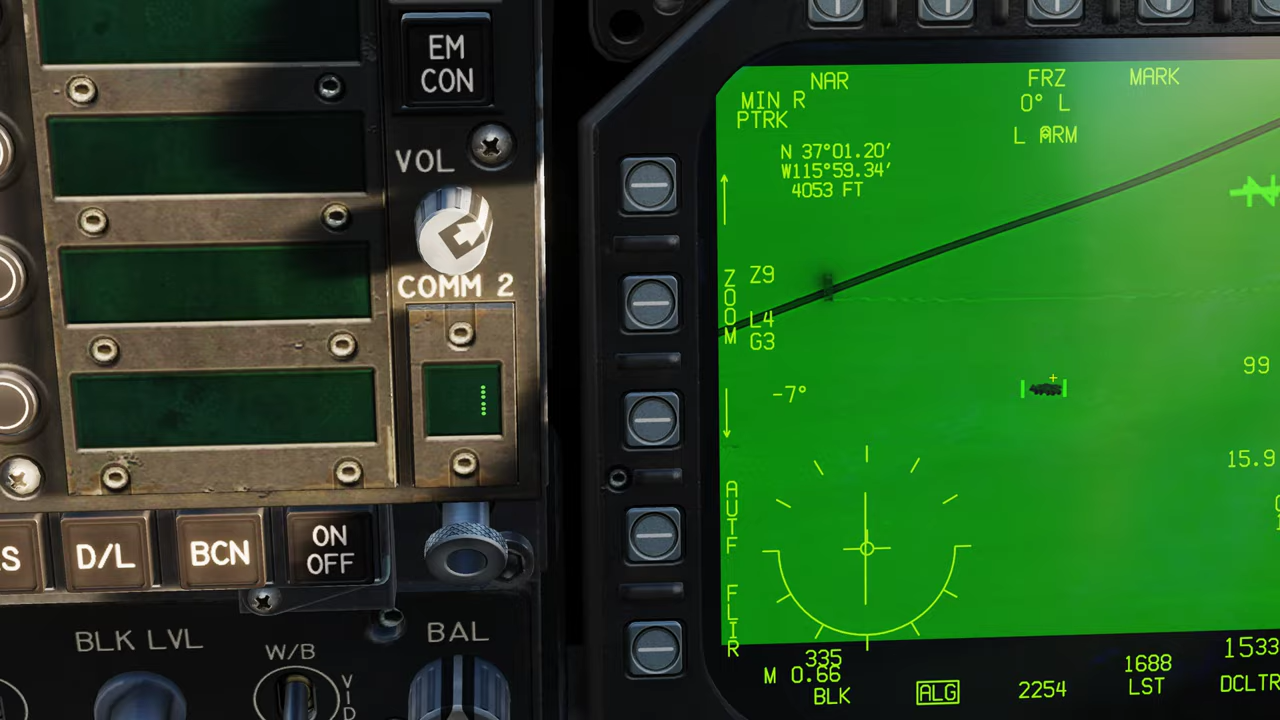 EM
CON
VOL
COMM 2
S
D/L
BCN
ON
OFF
BLK LVL
W/B
VID
BAL
NAR
FRZ
MARK
MIN R
PTRK
0° L
L ARM
N 37°01.20'
W115°59.34'
4053 FT
ZOOM
Z9
L4
G3
99
-7°
15.9
AUTF
FLIR
335
M 0.66
BLK
ALG
2254
1688
LST
1533
DCLTR